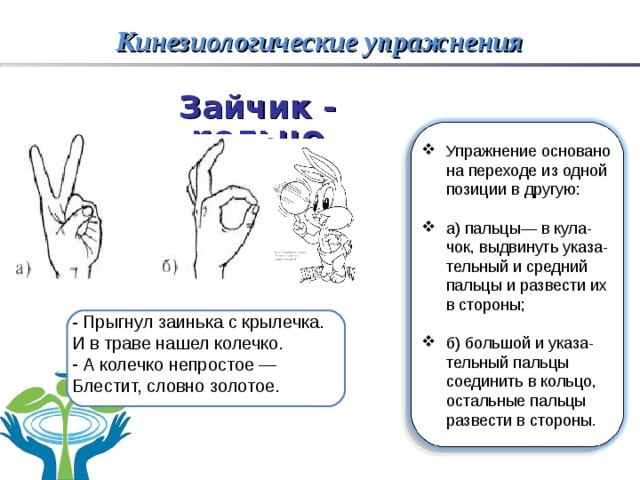 Кинезиологические упражнения
Зайчик -
кольцо
а)
б)
- Прыгнул заинька с крылечка.
И в траве нашел колечко.
- А колечко непростое —
Блестит, словно золотое.
Упражнение основано
на переходе из одной
позиции в другую:
а) пальцы— в кула-
чок, выдвинуть указа-
тельный и средний
пальцы и развести их
в стороны;
б) большой и указа-
тельный пальцы
соединить в кольцо,
остальные пальцы
развести в стороны.